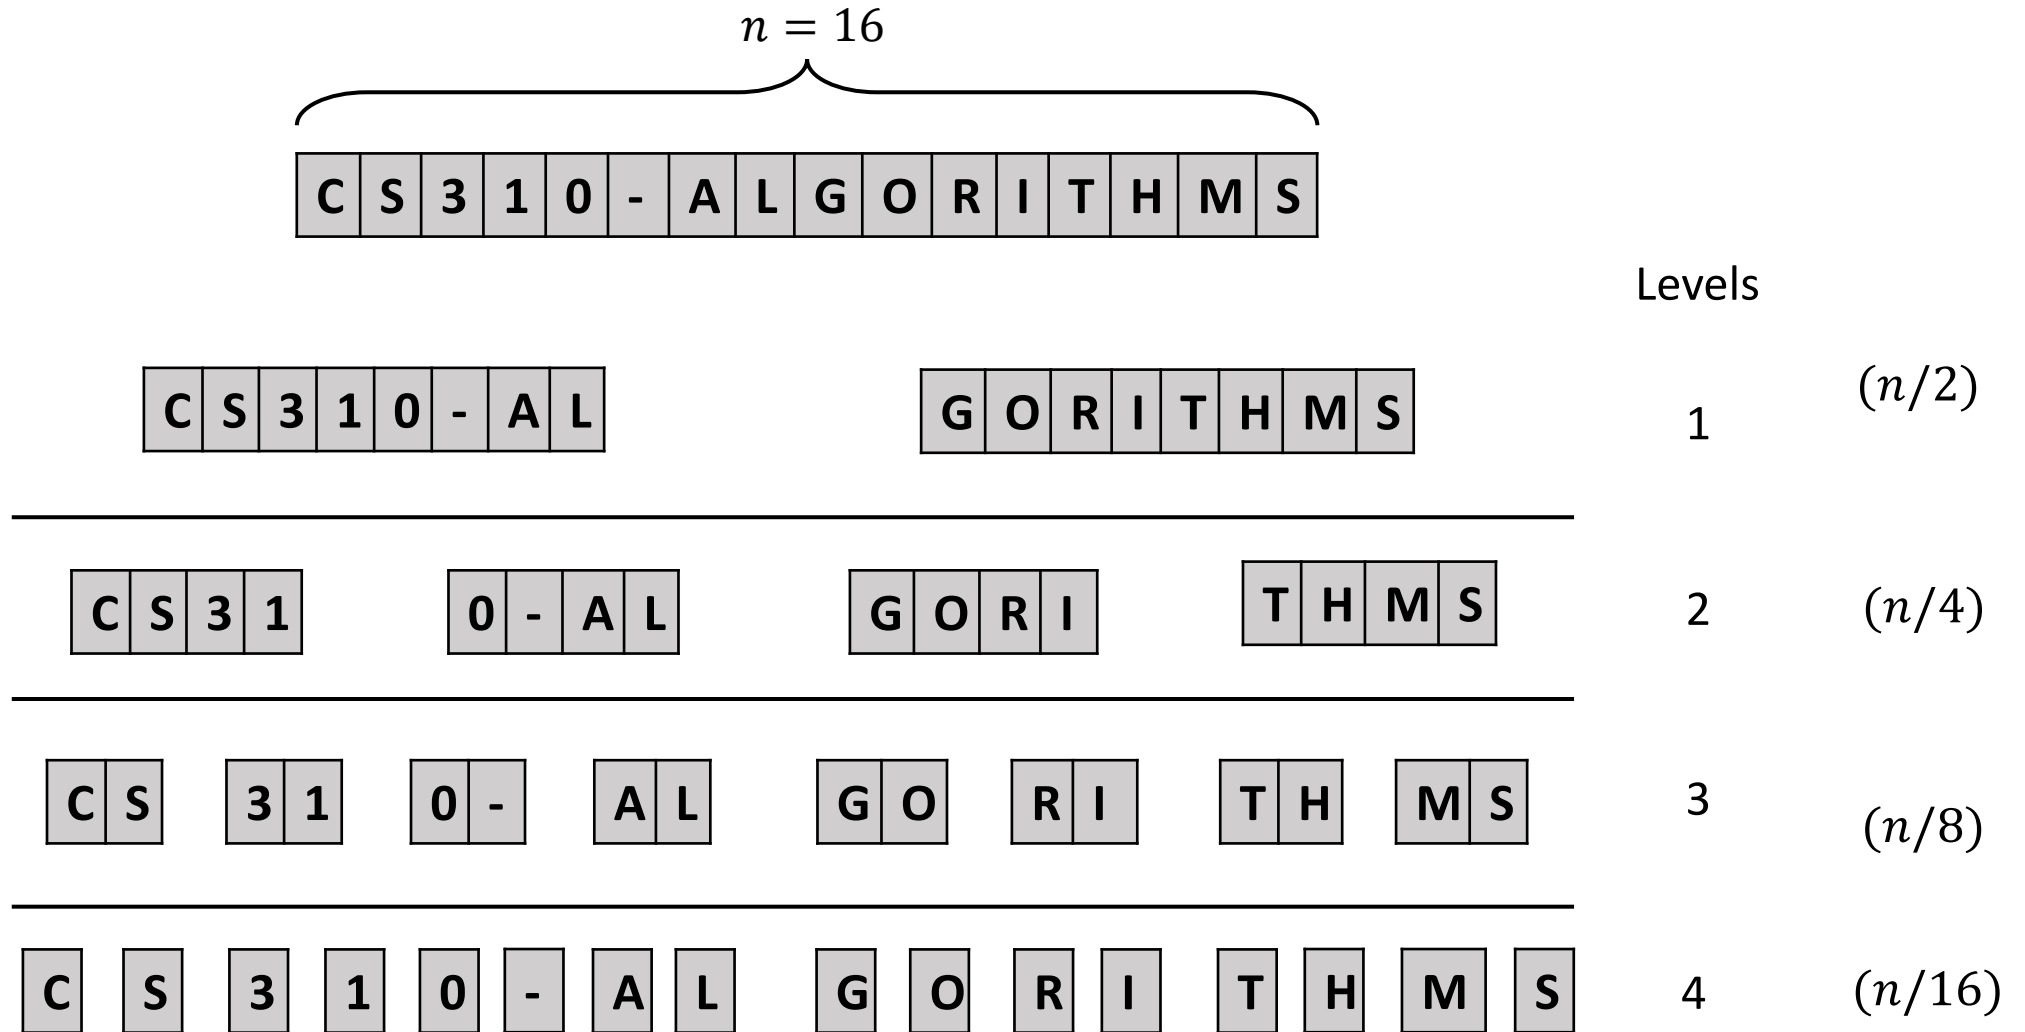 n = 16
C S 3 1 0 - A L G O R I T H M S
Levels
C S 3 1 0 - A L G O R I T H M S 1 (n/2)
C S 3 1 0 - A L G O R I T H M S 2 (n/4)
C S 3 1 0 - A L G O R I T H M S 3 (n/8)
C S 3 1 0 - A L G O R I T H M S 4 (n/16)